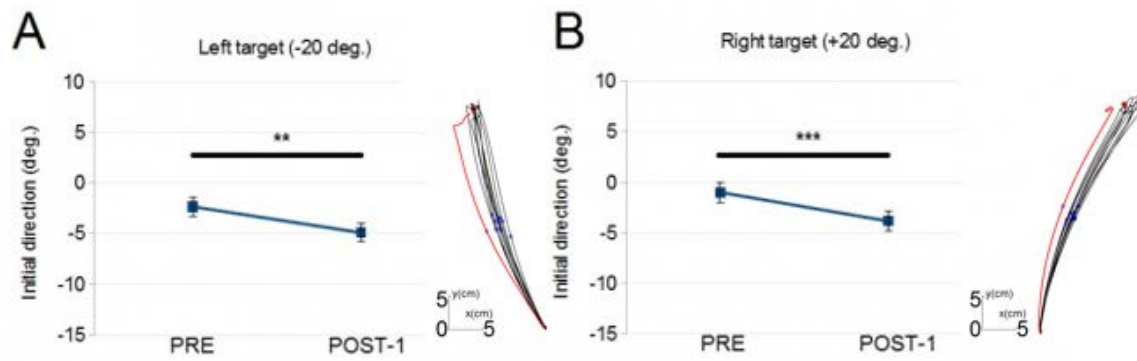 A
Left target (-20 deg.)
Initial direction (deg.)
10
5
0
-5
-10
-15
**
PRE
POST-1
5
y(cm)
x(cm)
0
5
B
Right target (+20 deg.)
Initial direction (deg.)
10
5
0
-5
-10
-15
***
PRE
POST-1
5
y(cm)
x(cm)
0
5